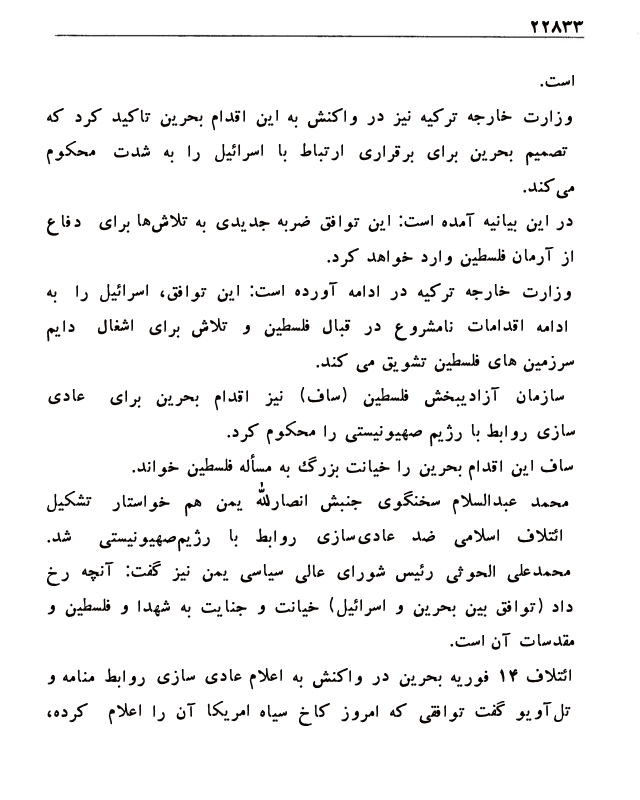 ۲۲۸۳۳
است.
وزارت خارجه ترکیه نیز در واکنش به این اقدام بحرین تاکید کرد که
تصمیم بحرین برای برقراری ارتباط با اسرائیل را به شدت محکوم
می‌کند.
در این بیانیه آمده است: این توافق ضربه جدیدی به تلاش‌ها برای دفاع
از آرمان فلسطین وارد خواهد کرد.
وزارت خارجه ترکیه در ادامه آورده است: این توافق، اسرائیل را به
ادامه اقدامات نامشروع در قبال فلسطین و تلاش برای اشغال دایم
سرزمین های فلسطین تشویق می کند.
سازمان آزادیبخش فلسطین (ساف) نیز اقدام بحرین برای عادی
سازی روابط با رژیم صهیونیستی را محکوم کرد.
ساف این اقدام بحرین را خیانت بزرگ به مسأله فلسطین خواند.
محمد عبدالسلام سخنگوی جنبش انصارالله یمن هم خواستار تشکیل
ائتلاف اسلامی ضد عادی‌سازی روابط با رژیم‌صهیونیستی شد.
محمدعلی الحوثی رئیس شورای عالی سیاسی یمن نیز گفت: آنچه رخ
داد (توافق بین بحرین و اسرائیل) خیانت و جنایت به شهدا و فلسطین و
مقدسات آن است.
ائتلاف ۱۴ فوریه بحرین در واکنش به اعلام عادی سازی روابط منامه و
تل‌آویو گفت توافقی که امروز کاخ سیاه امریکا آن را اعلام کرده،